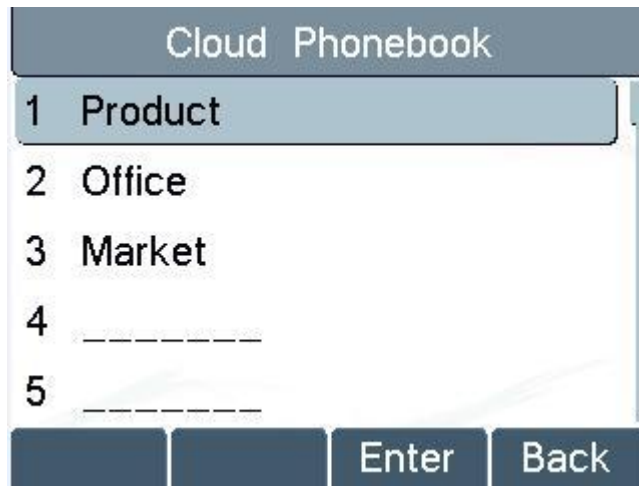 Cloud Phonebook
1 Product
2 Office
3 Market
4 _______
5 _______
Enter Back